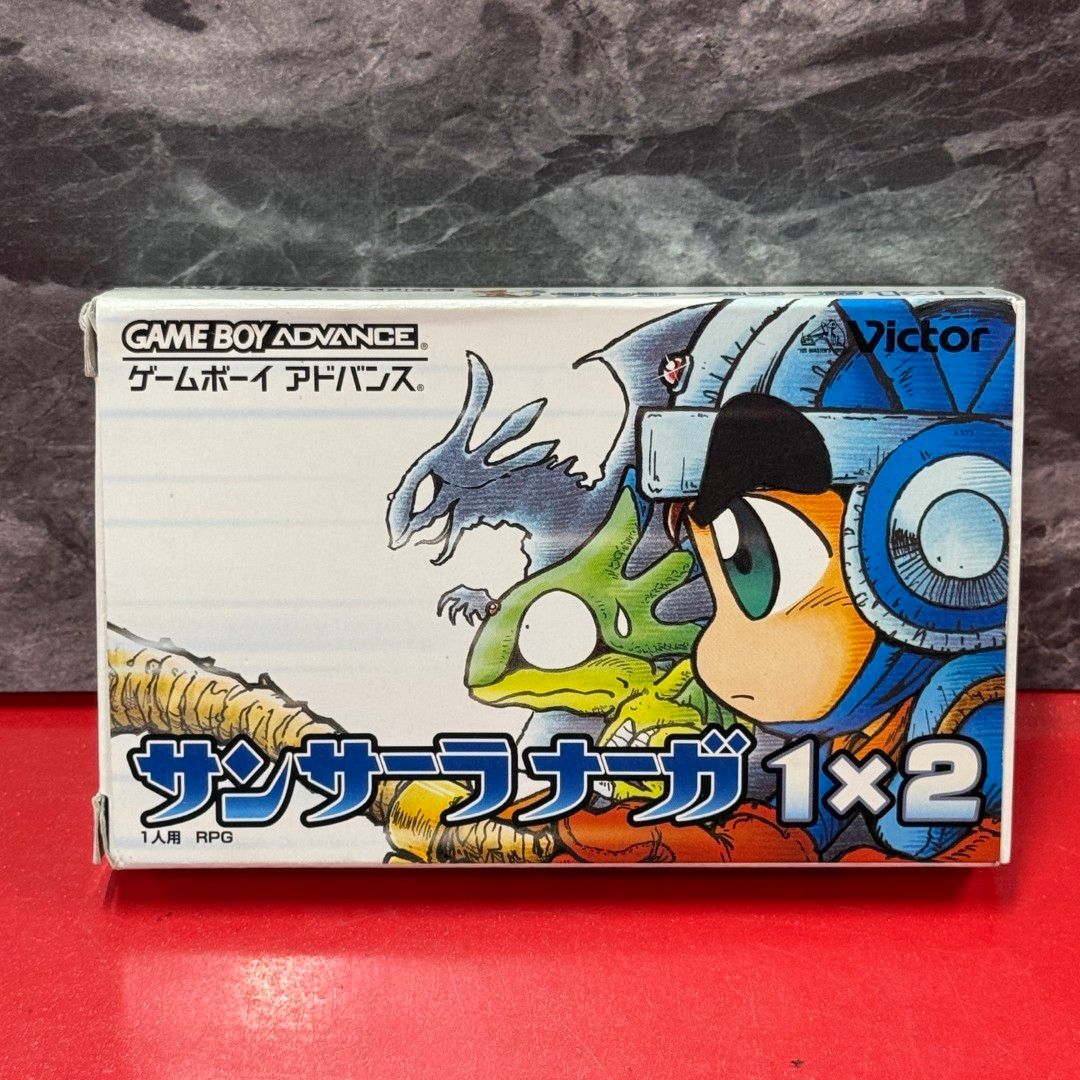 GAME BOY ADVANCE®
ゲームボーイ アドバンス®
Victor
サンサーラ ナーガ 1×2
1人用 RPG